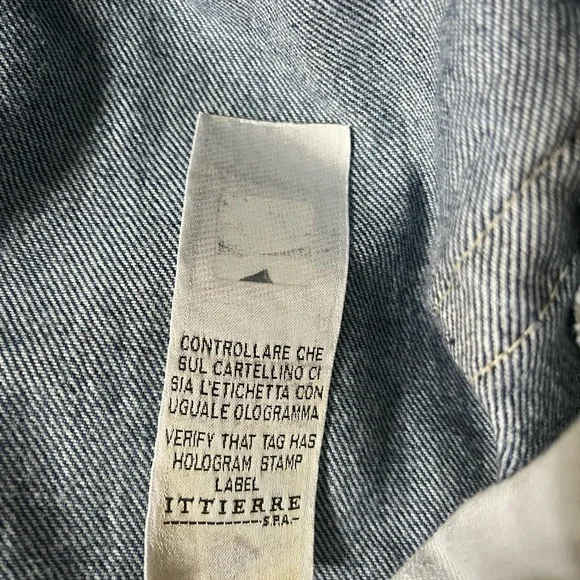 CONTROLLARE CHE
SUL CARTELLINO CI
SIA L'ETICHETTA CON
UGUALE OLOGRAMMA
VERIFY THAT TAG HAS
HOLOGRAM STAMP
LABEL
ITTIERRE
S.P.A.